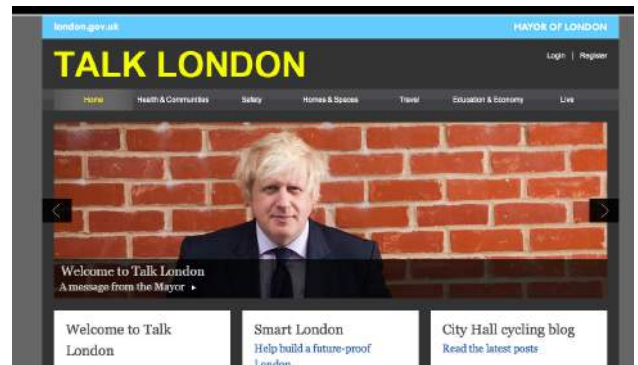 london.gov.uk
MAYOR OF LONDON
TALK LONDON
Login | Register
Home Health & Communities Safety Homes & Spaces Travel Education & Economy Live
Welcome to Talk London
A message from the Mayor
Welcome to Talk
London
Smart London
Help build a future-proof
London
City Hall cycling blog
Read the latest posts